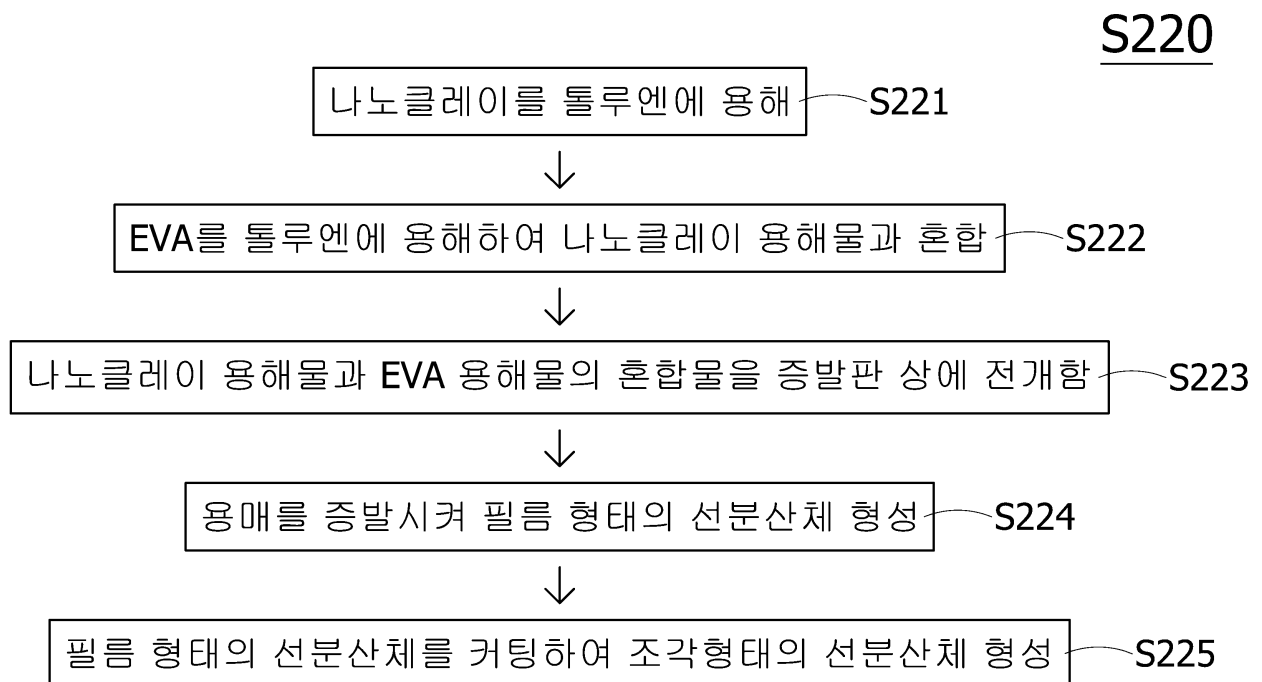 S220
나노클레이를 톨루엔에 용해 S221
EVA를 톨루엔에 용해하여 나노클레이 용해물과 혼합 S222
나노클레이 용해물과 EVA 용해물의 혼합물을 증발판 상에 전개함 S223
용매를 증발시켜 필름 형태의 선분산체 형성 S224
필름 형태의 선분산체를 커팅하여 조각형태의 선분산체 형성 S225